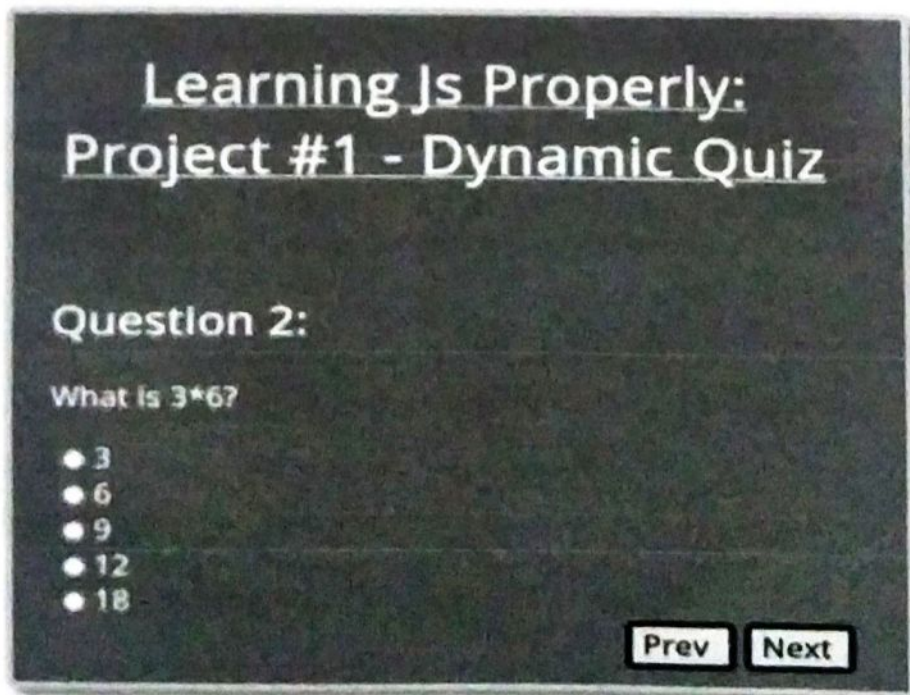 Learning Js Properly:
Project #1 - Dynamic Quiz
Question 2:
What is 3*6?
3
6
9
12
18
Prev Next